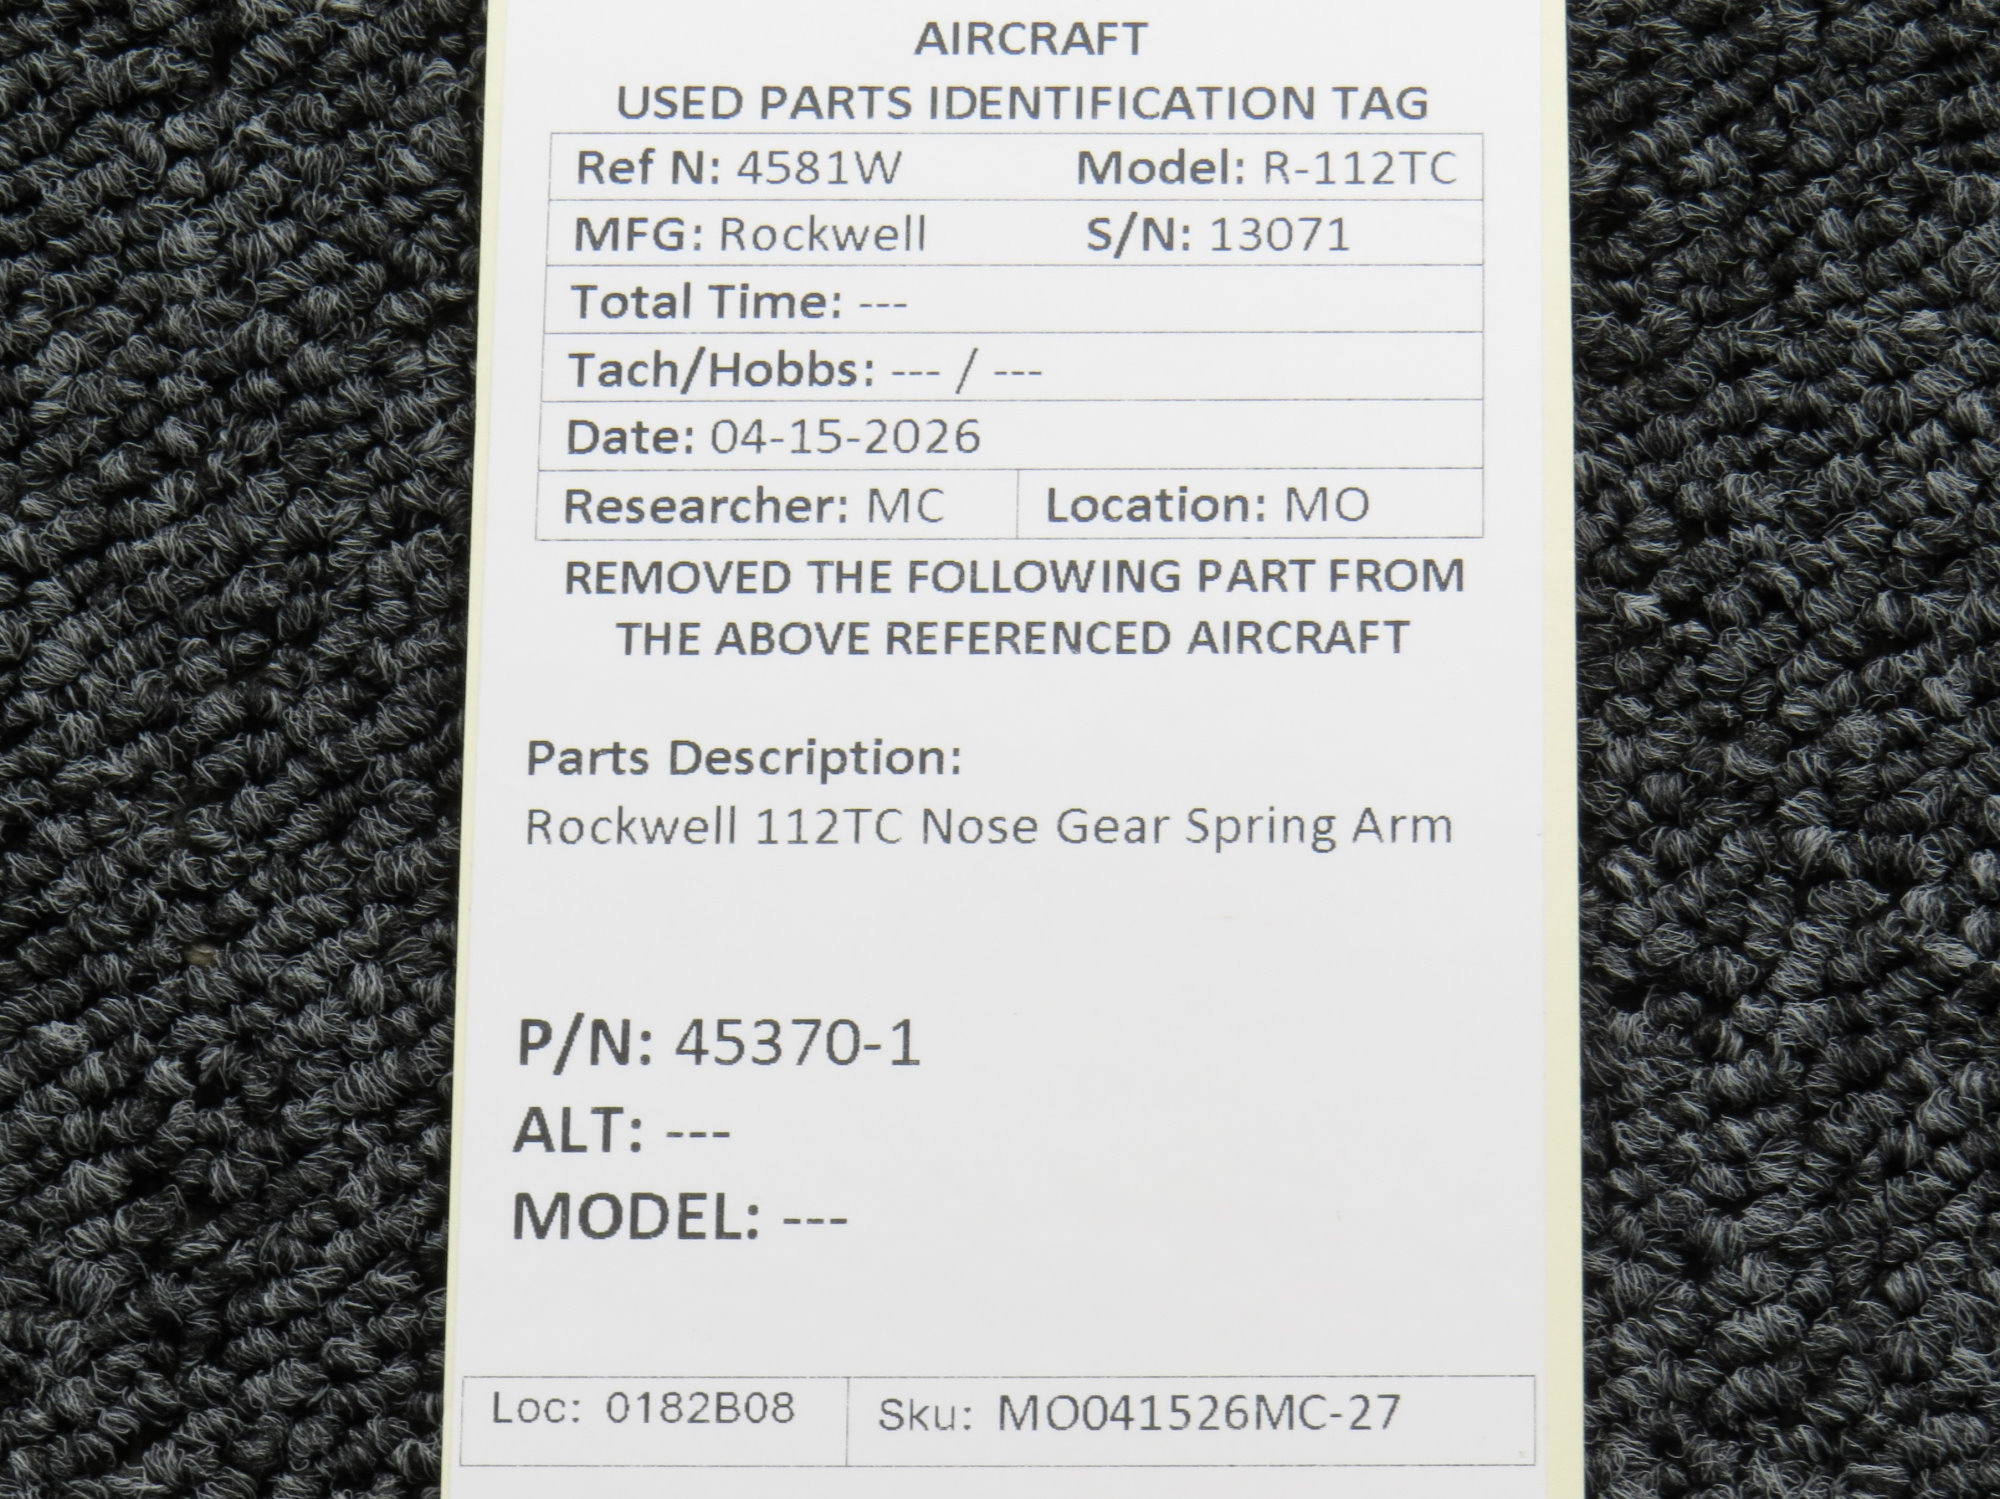 AIRCRAFT
USED PARTS IDENTIFICATION TAG
Ref N: 4581W Model: R-112TC
MFG: Rockwell S/N: 13071
Total Time: ---
Tach/Hobbs: --- / ---
Date: 04-15-2026
Researcher: MC Location: MO
REMOVED THE FOLLOWING PART FROM
THE ABOVE REFERENCED AIRCRAFT
Parts Description:
Rockwell 112TC Nose Gear Spring Arm
P/N: 45370-1
ALT: ---
MODEL: ---
Loc: 0182B08 Sku: MO041526MC-27